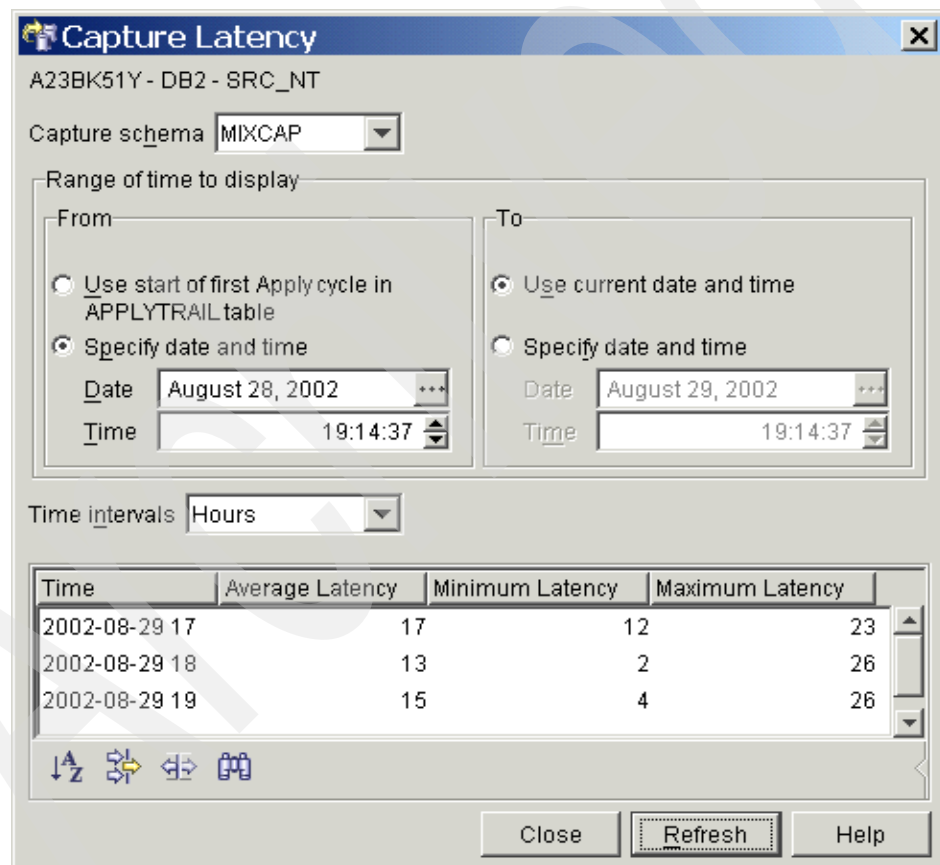 Capture Latency
A23BK51Y - DB2 - SRC_NT
Capture schema MIXCAP
Range of time to display
From
Use start of first Apply cycle in
APPLYTRAIL table
Specify date and time
Date August 28, 2002
Time 19:14:37
To
Use current date and time
Specify date and time
Date August 29, 2002
Time 19:14:37
Time intervals Hours
Time Average Latency Minimum Latency Maximum Latency
2002-08-29 17 17 12 23
2002-08-29 18 13 2 26
2002-08-29 19 15 4 26
Close Refresh Help